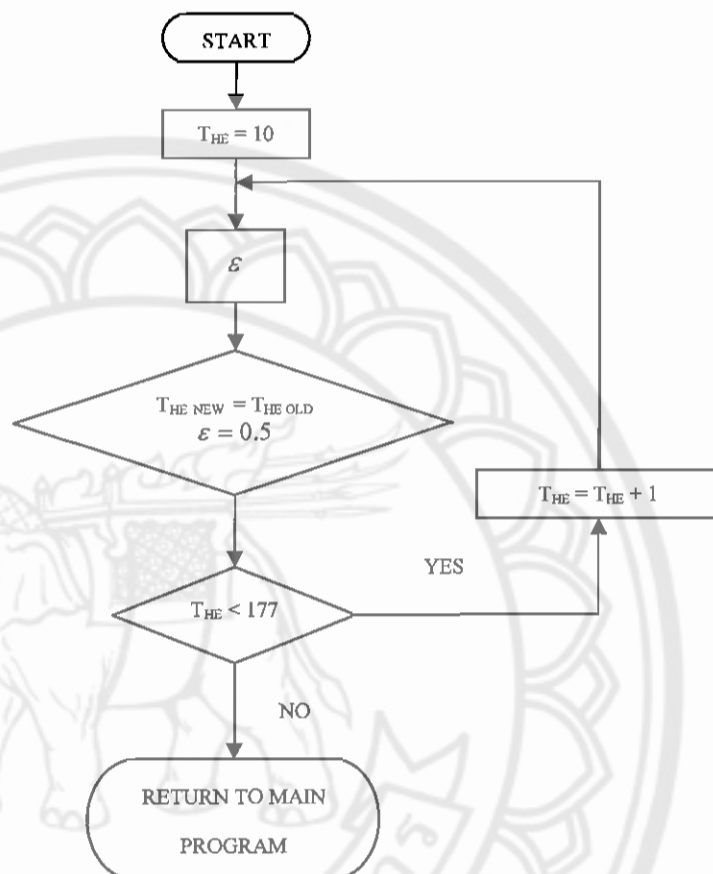 START
T_HE = 10
ε
T_HE NEW = T_HE OLD
ε = 0.5
T_HE = T_HE + 1
YES
T_HE < 177
NO
RETURN TO MAIN
PROGRAM